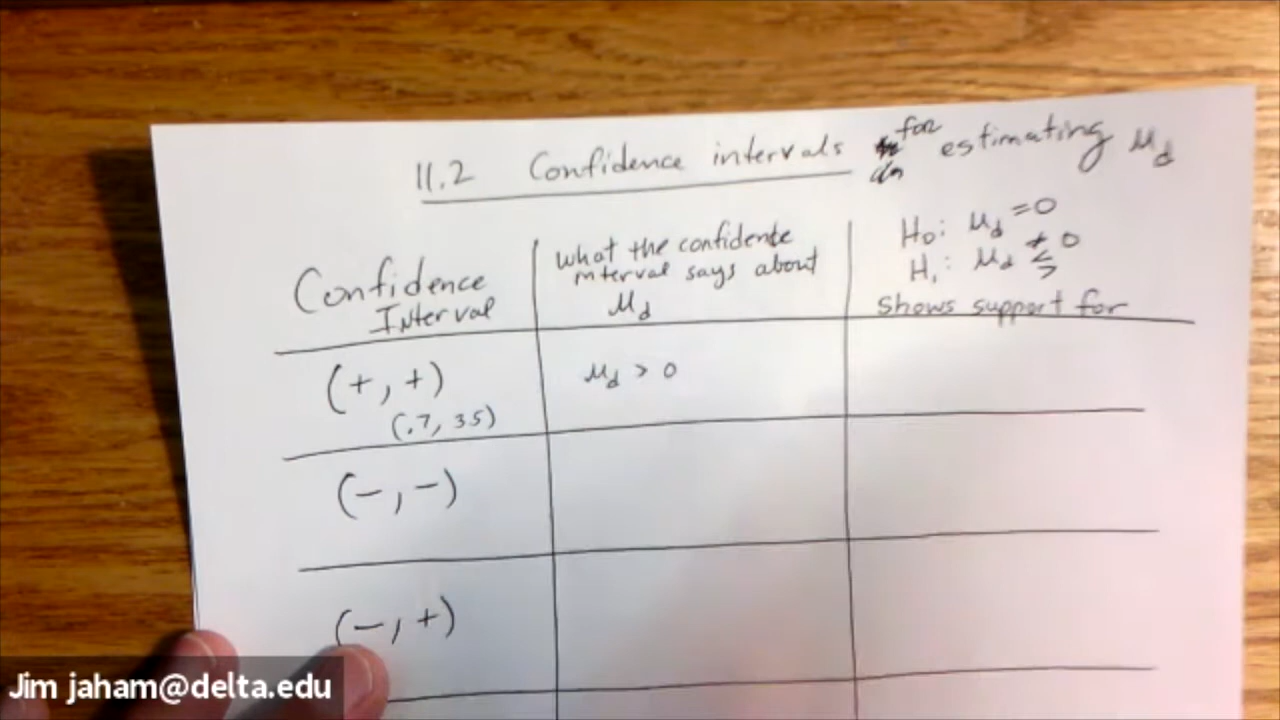 11.2 Confidence intervals for estimating μd
Confidence
Interval
What the confidence
interval says about
μd
H0: μd = 0
H1: μd ≠ 0
<
>
shows support for
(+, +)
(.7, 35)
μd > 0
(-, -)
(-, +)
Jim jaham@delta.edu